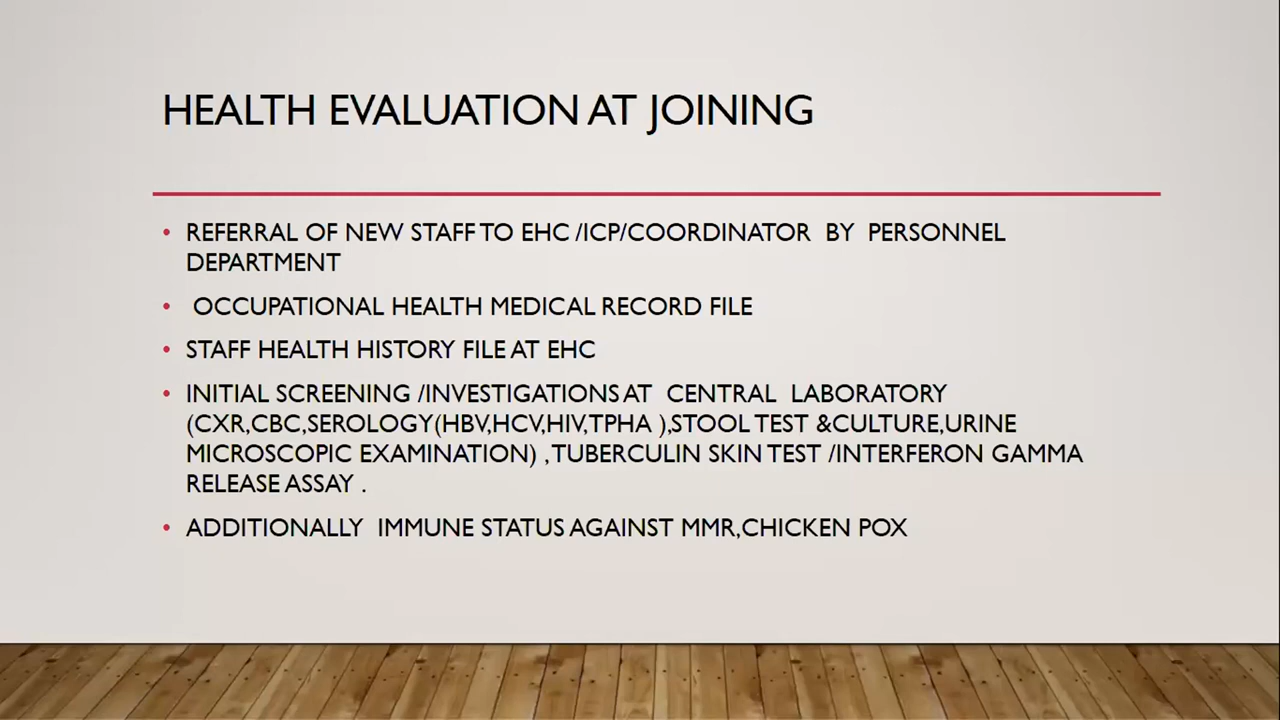 HEALTH EVALUATION AT JOINING
• REFERRAL OF NEW STAFF TO EHC /ICP/COORDINATOR BY PERSONNEL
DEPARTMENT
• OCCUPATIONAL HEALTH MEDICAL RECORD FILE
• STAFF HEALTH HISTORY FILE AT EHC
• INITIAL SCREENING /INVESTIGATIONS AT CENTRAL LABORATORY
(CXR,CBC,SEROLOGY(HBV,HCV,HIV,TPHA ),STOOL TEST &CULTURE,URINE
MICROSCOPIC EXAMINATION) ,TUBERCULIN SKIN TEST /INTERFERON GAMMA
RELEASE ASSAY .
• ADDITIONALLY IMMUNE STATUS AGAINST MMR,CHICKEN POX